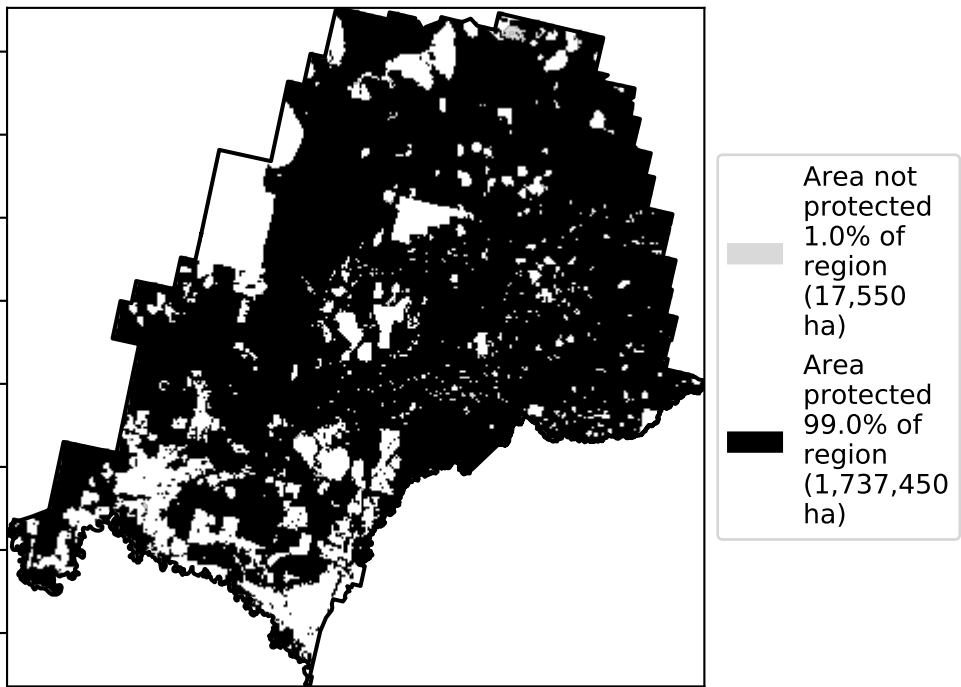 Area not
protected
1.0% of
region
(17,550
ha)
Area
protected
99.0% of
region
(1,737,450
ha)